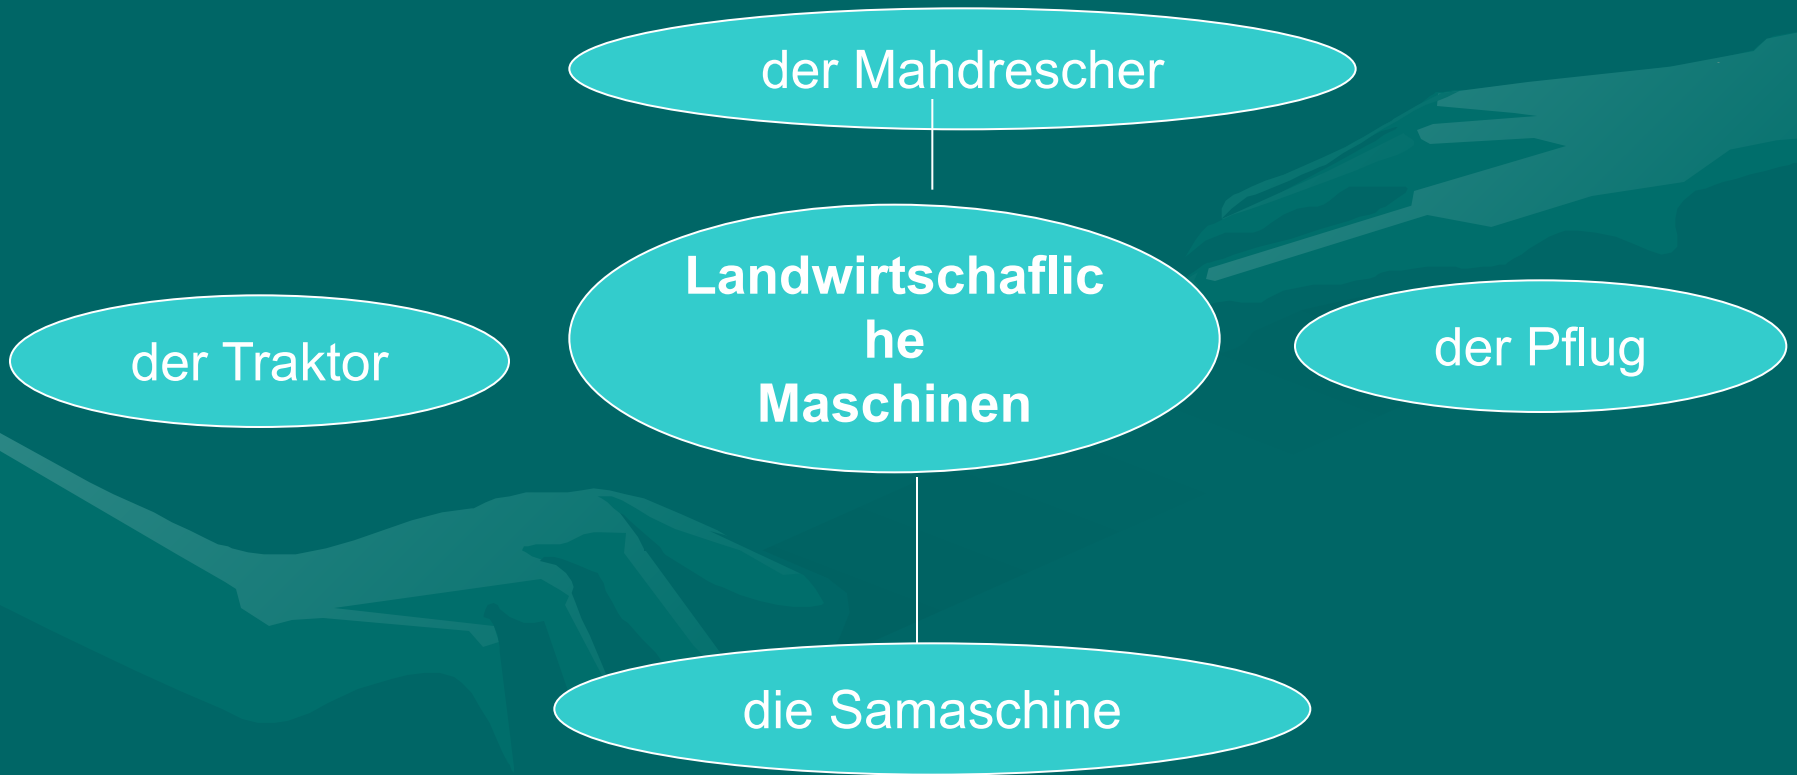 der Mahdrescher
Landwirtschaflic
he
Maschinen
der Traktor
der Pflug
die Samaschine